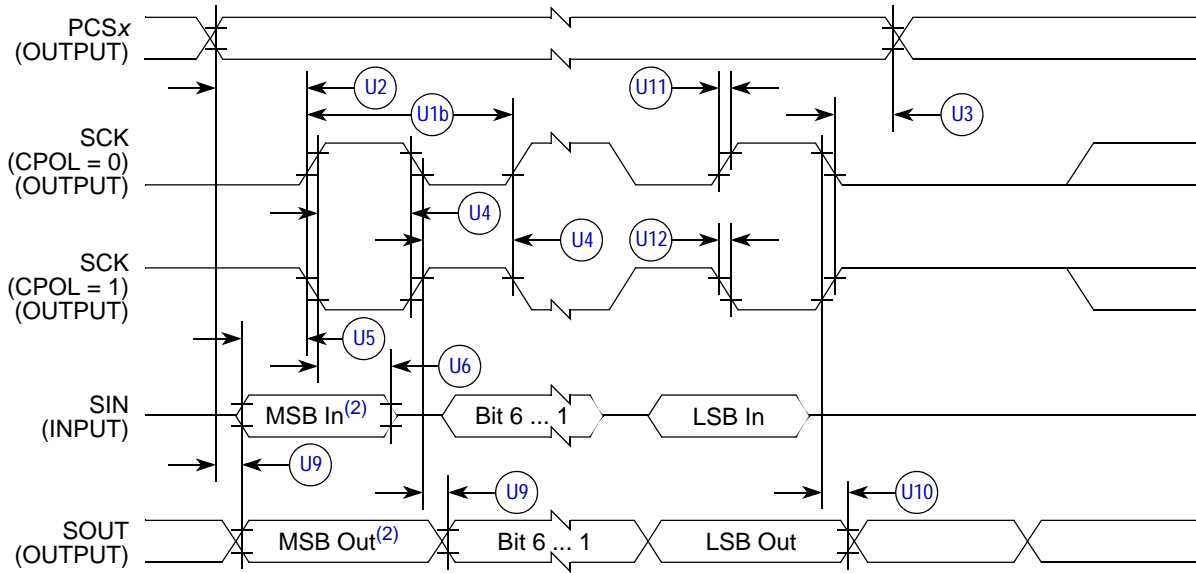 PCSx
(OUTPUT)
U2
U11
U1b
U3
SCK
(CPOL = 0)
(OUTPUT)
U4
U4
U12
SCK
(CPOL = 1)
(OUTPUT)
U5
U6
SIN
(INPUT)
MSB In(2)
Bit 6 ... 1
LSB In
U9
U9
U10
SOUT
(OUTPUT)
MSB Out(2)
Bit 6 ... 1
LSB Out